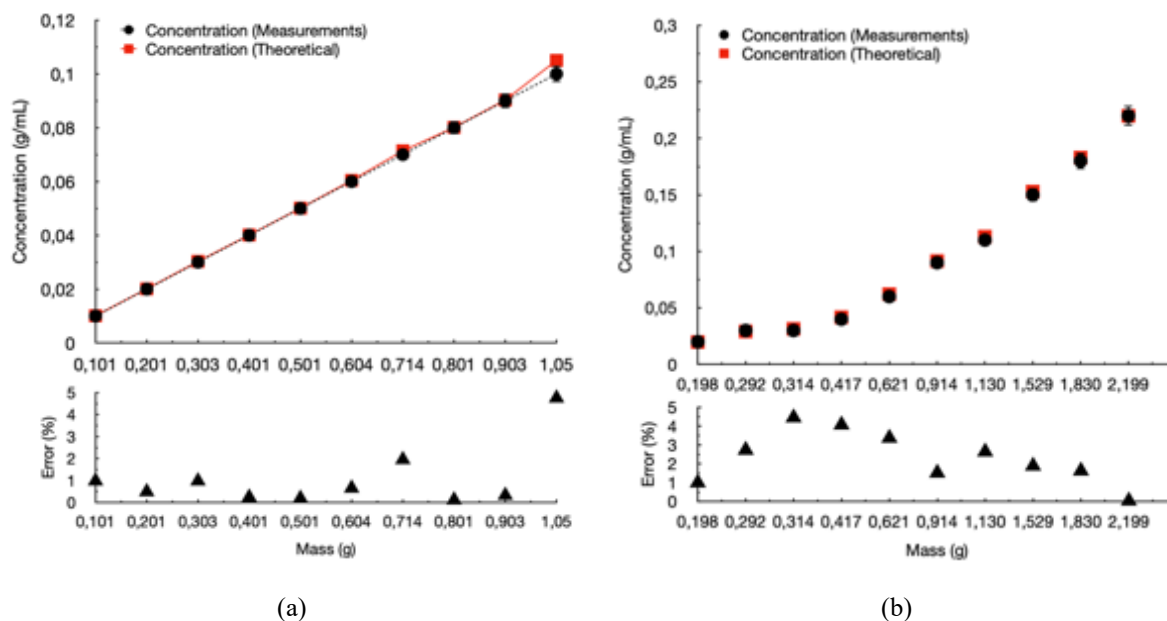 0,12
0,1
0,08
0,06
0,04
0,02
0
Concentration (g/mL)
Concentration (Measurements)
Concentration (Theoretical)
0,101 0,201 0,303 0,401 0,501 0,604 0,714 0,801 0,903 1,05
5
4
3
2
1
0
Error (%)
0,101 0,201 0,303 0,401 0,501 0,604 0,714 0,801 0,903 1,05
Mass (g)
(a)
0,3
0,25
0,2
0,15
0,1
0,05
0
Concentration (g/mL)
Concentration (Measurements)
Concentration (Theoretical)
0,198 0,292 0,314 0,417 0,621 0,914 1,130 1,529 1,830 2,199
5
4
3
2
1
0
Error (%)
0,198 0,292 0,314 0,417 0,621 0,914 1,130 1,529 1,830 2,199
Mass (g)
(b)